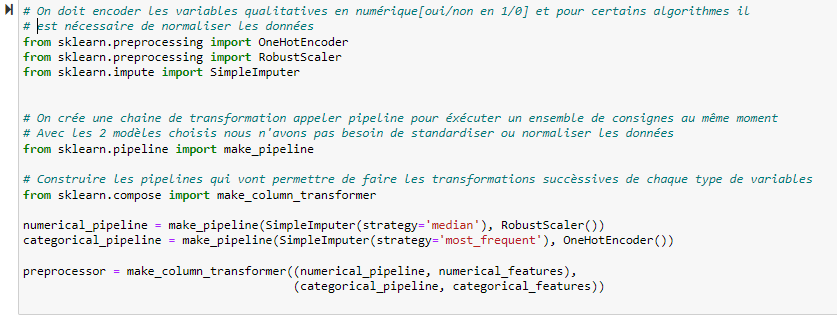 # On doit encoder les variables qualitatives en numérique[oui/non en 1/0] et pour certains algorithmes il
# est nécessaire de normaliser les données
from sklearn.preprocessing import OneHotEncoder
from sklearn.preprocessing import RobustScaler
from sklearn.impute import SimpleImputer
# On crée une chaine de transformation appeler pipeline pour éxécuter un ensemble de consignes au même moment
# Avec les 2 modèles choisis nous n'avons pas besoin de standardiser ou normaliser les données
from sklearn.pipeline import make_pipeline
# Construire les pipelines qui vont permettre de faire les transformations succèssives de chaque type de variables
from sklearn.compose import make_column_transformer
numerical_pipeline = make_pipeline(SimpleImputer(strategy='median'), RobustScaler())
categorical_pipeline = make_pipeline(SimpleImputer(strategy='most_frequent'), OneHotEncoder())
preprocessor = make_column_transformer((numerical_pipeline, numerical_features),
(categorical_pipeline, categorical_features))